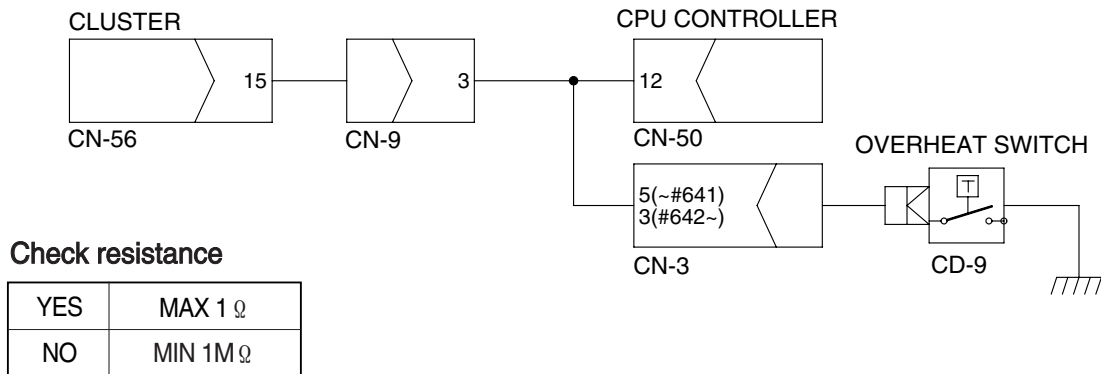 CLUSTER
CPU CONTROLLER
15
3
12
CN-56
CN-9
CN-50
OVERHEAT SWITCH
5(~#641)
3(#642~)
T
CN-3
CD-9
Check resistance
YES MAX 1 Ω
NO MIN 1M Ω